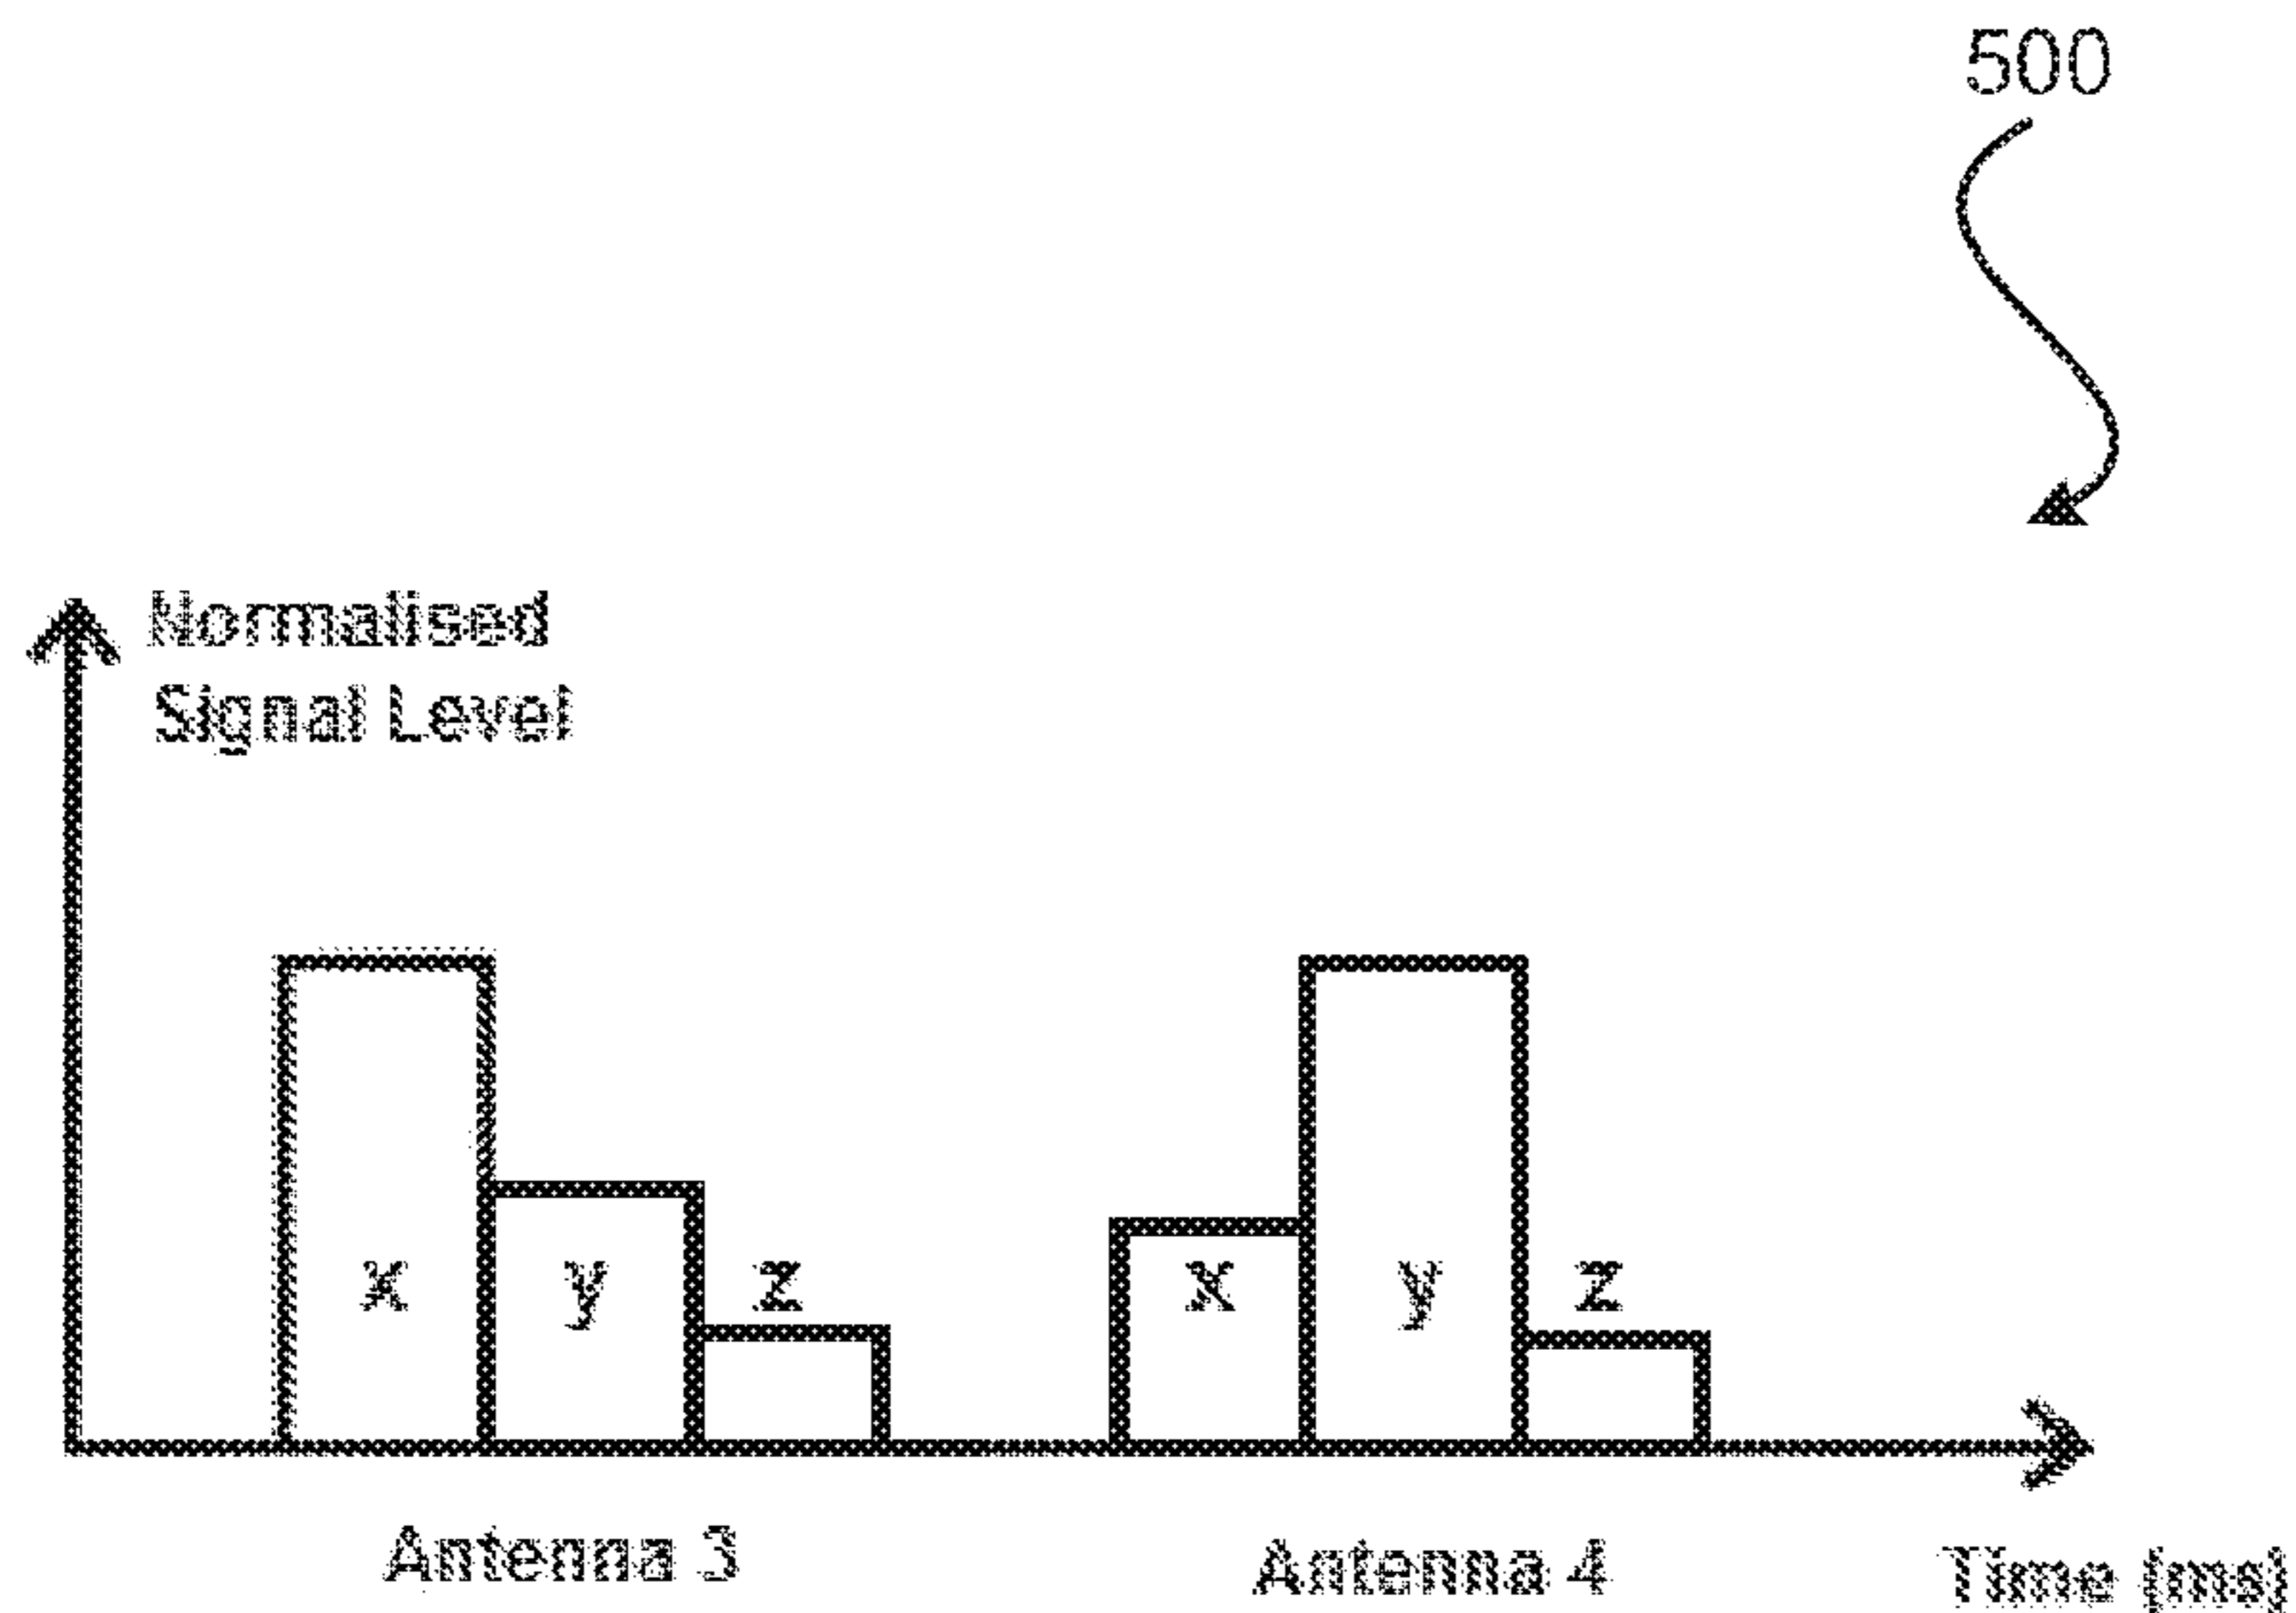 500
Normalised
Signal Level
x y z x y z
Antenna 3 Antenna 4 Time [ms]